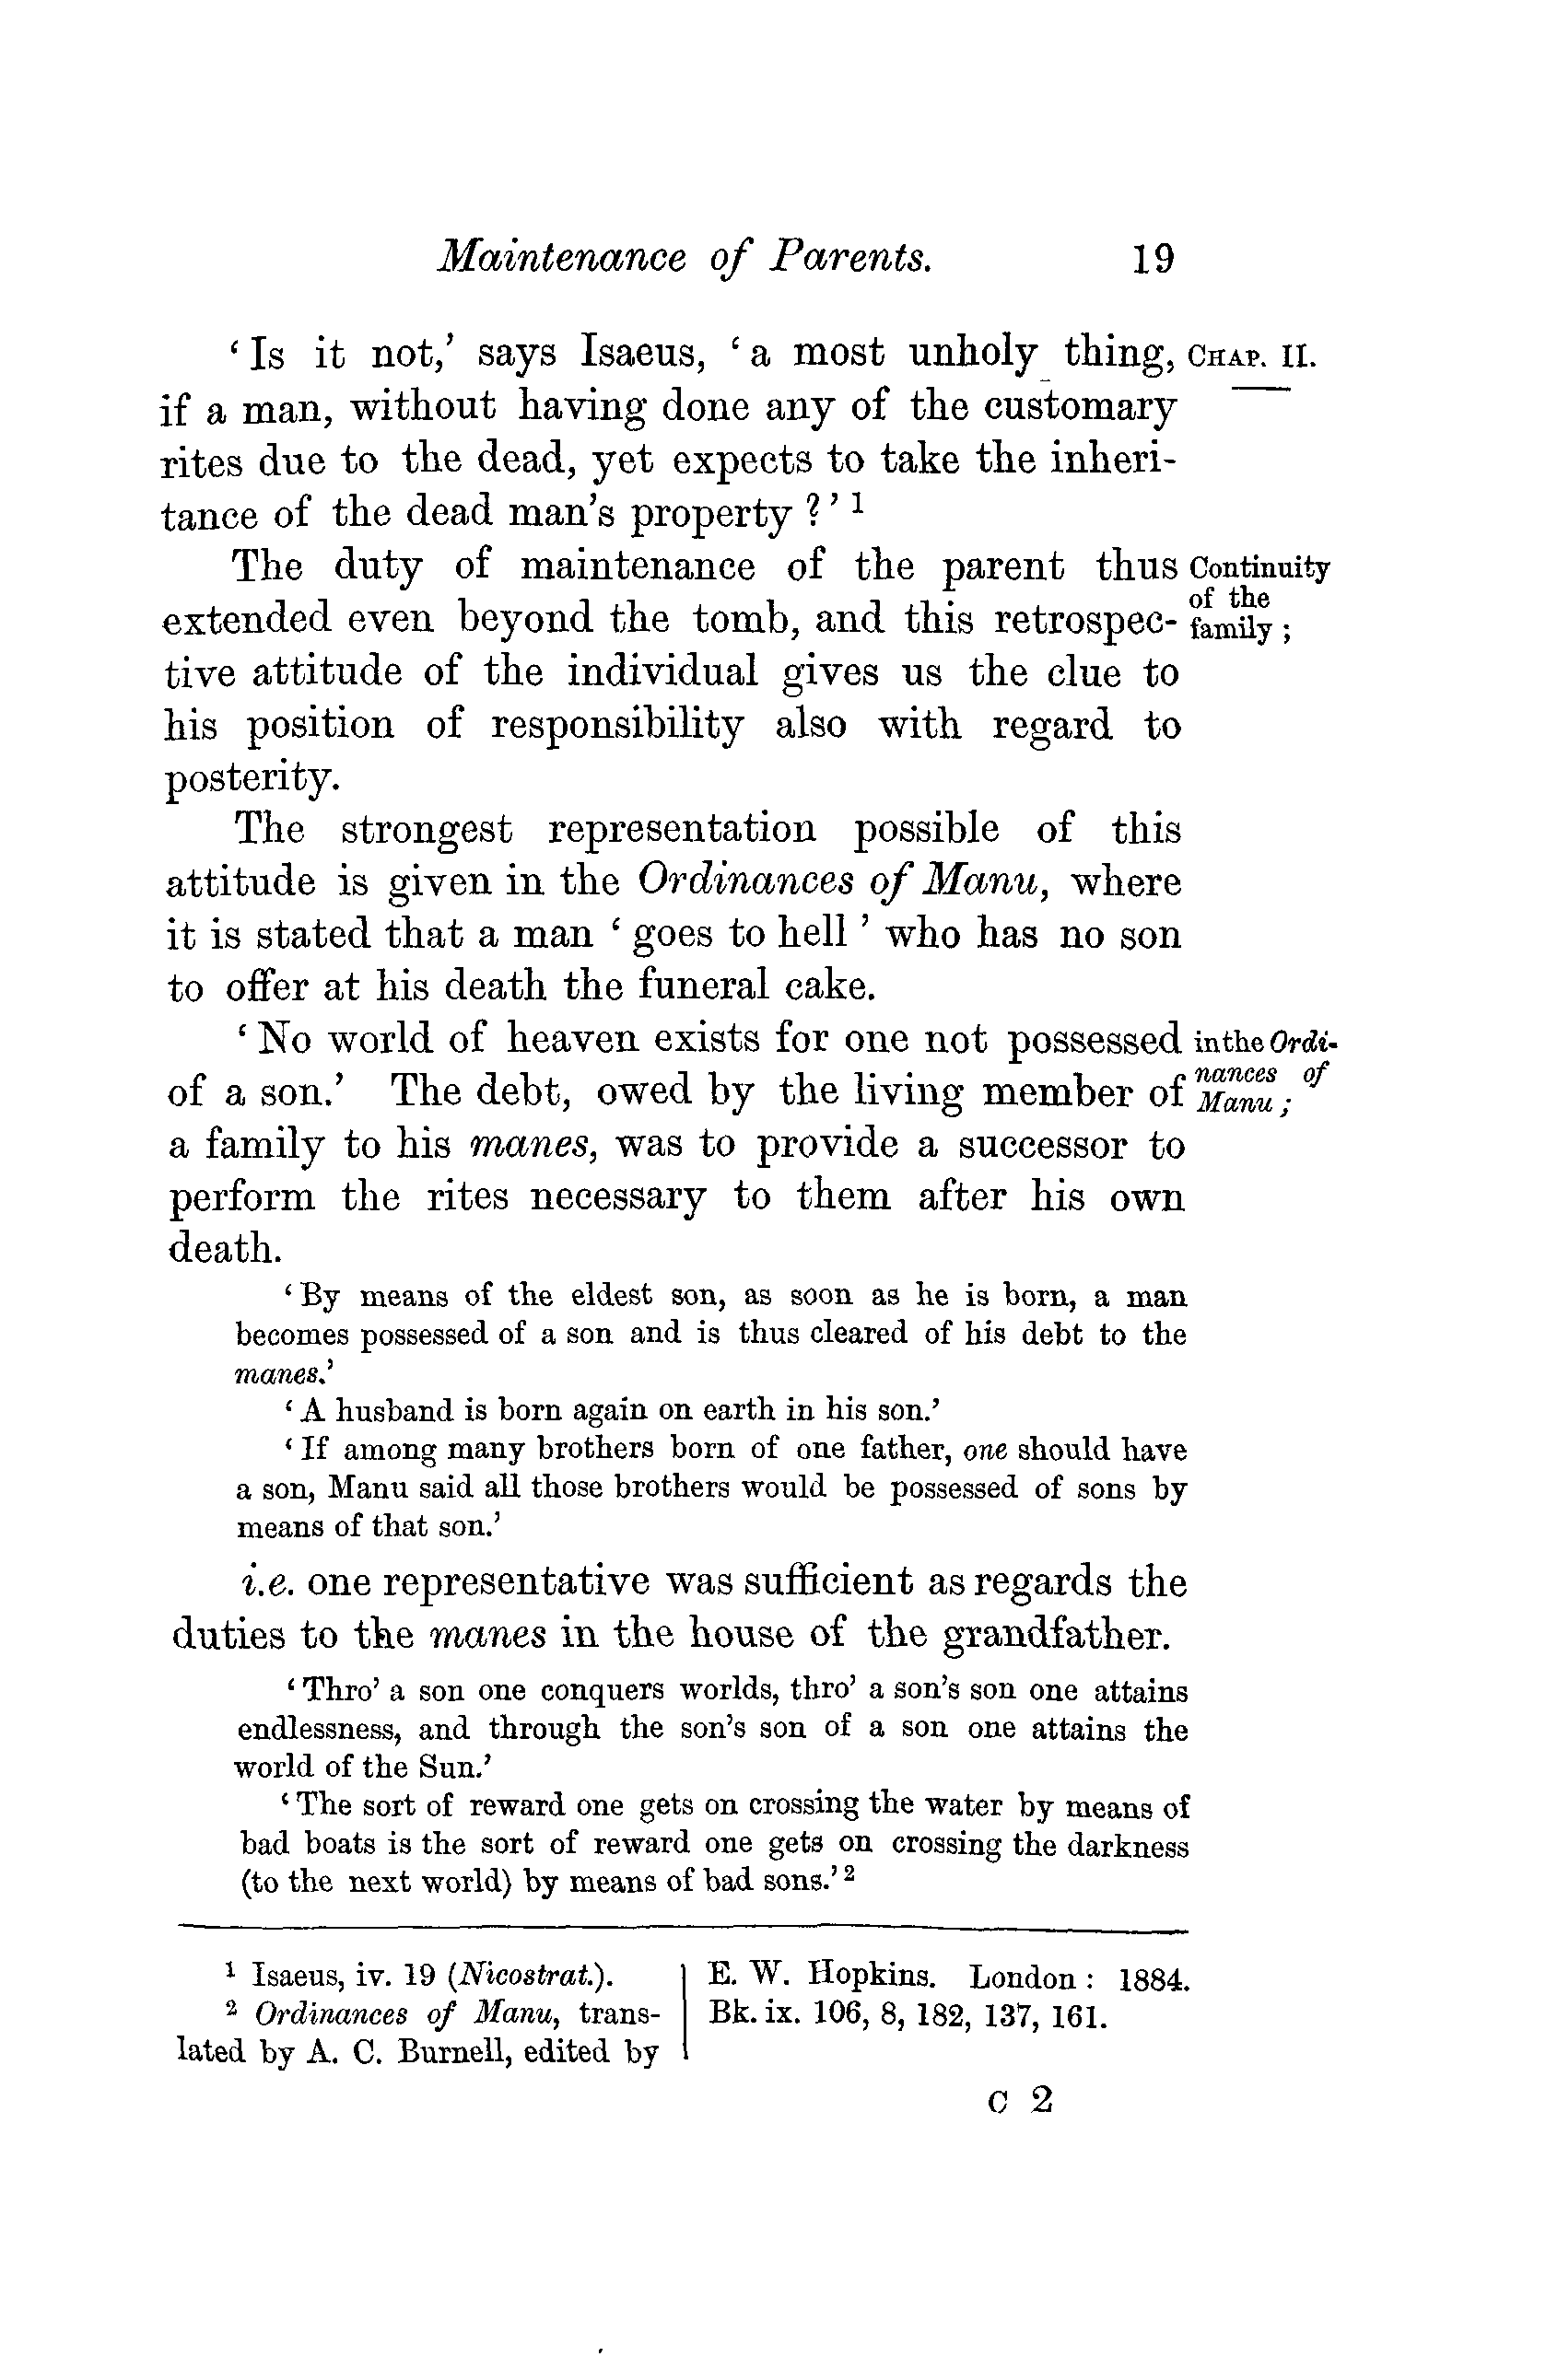 Maintenance of Parents. 19
‘ Is it not,’ says Isaeus, ‘ a most unholy thing, CHAP. II.
if a man, without having done any of the customary
rites due to the dead, yet expects to take the inheri-
tance of the dead man’s property ? ’ 1
The duty of maintenance of the parent thus Continuity
extended even beyond the tomb, and this retrospec- of the
family ;
tive attitude of the individual gives us the clue to
his position of responsibility also with regard to
posterity.
The strongest representation possible of this
attitude is given in the Ordinances of Manu, where
it is stated that a man ‘ goes to hell ’ who has no son
to offer at his death the funeral cake.
‘ No world of heaven exists for one not possessed in the Ordi-
of a son.’ The debt, owed by the living member of nances of
Manu ;
a family to his manes, was to provide a successor to
perform the rites necessary to them after his own
death.
‘ By means of the eldest son, as soon as he is born, a man
becomes possessed of a son and is thus cleared of his debt to the
manes.’
‘ A husband is born again on earth in his son.’
‘ If among many brothers born of one father, one should have
a son, Manu said all those brothers would be possessed of sons by
means of that son.’
i.e. one representative was sufficient as regards the
duties to the manes in the house of the grandfather.
‘ Thro’ a son one conquers worlds, thro’ a son’s son one attains
endlessness, and through the son’s son of a son one attains the
world of the Sun.’
‘ The sort of reward one gets on crossing the water by means of
bad boats is the sort of reward one gets on crossing the darkness
(to the next world) by means of bad sons.’ 2
1 Isaeus, iv. 19 (Nicostrat.).
2 Ordinances of Manu, trans-
lated by A. C. Burnell, edited by
E. W. Hopkins. London : 1884.
Bk. ix. 106, 8, 182, 137, 161.
C 2